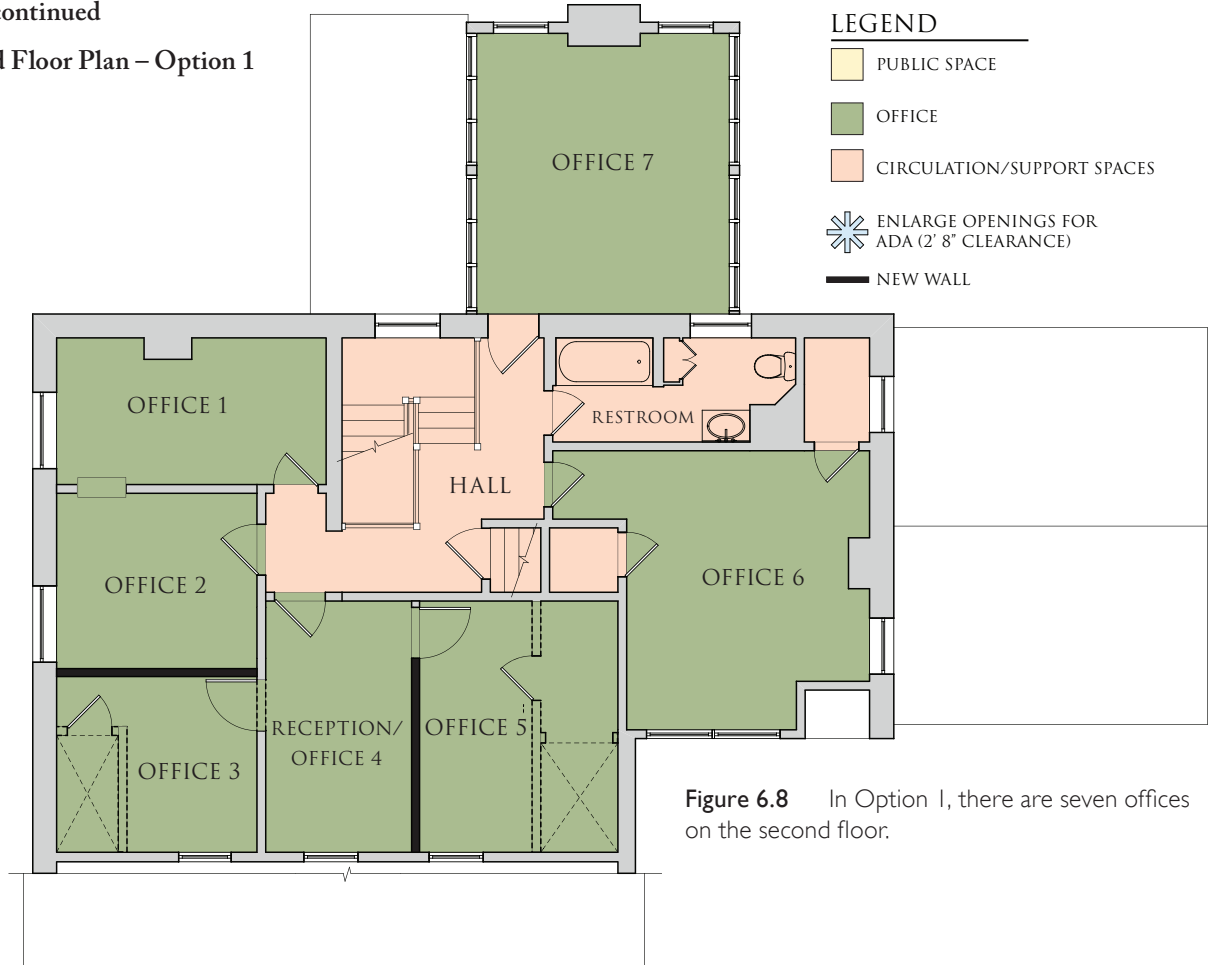 continued
Floor Plan – Option 1
LEGEND
PUBLIC SPACE
OFFICE
CIRCULATION/SUPPORT SPACES
ENLARGE OPENINGS FOR
ADA (2' 8" CLEARANCE)
NEW WALL
OFFICE 7
OFFICE 1
RESTROOM
HALL
OFFICE 2
OFFICE 6
RECEPTION/
OFFICE 4
OFFICE 5
OFFICE 3
Figure 6.8 In Option 1, there are seven offices
on the second floor.